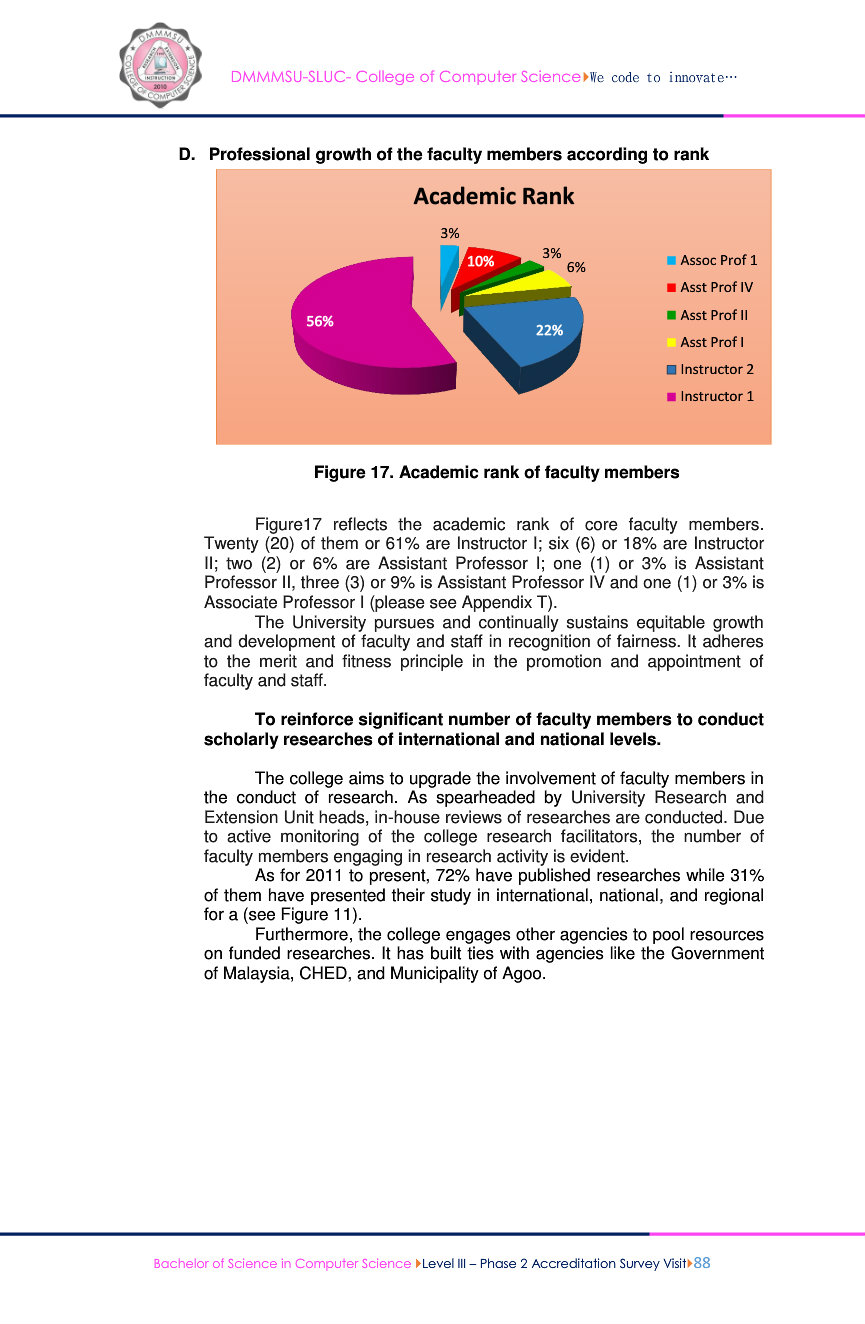 DMMMSU
COLLEGE OF COMPUTER SCIENCE
RESEARCH
EXTENSION
INSTRUCTION
2010
DMMMSU-SLUC- College of Computer Science We code to innovate…
D. Professional growth of the faculty members according to rank
Academic Rank
3%
10%
3%
6%
22%
56%
Assoc Prof 1
Asst Prof IV
Asst Prof II
Asst Prof I
Instructor 2
Instructor 1
Figure 17. Academic rank of faculty members
Figure17 reflects the academic rank of core faculty members.
Twenty (20) of them or 61% are Instructor I; six (6) or 18% are Instructor
II; two (2) or 6% are Assistant Professor I; one (1) or 3% is Assistant
Professor II, three (3) or 9% is Assistant Professor IV and one (1) or 3% is
Associate Professor I (please see Appendix T).
The University pursues and continually sustains equitable growth
and development of faculty and staff in recognition of fairness. It adheres
to the merit and fitness principle in the promotion and appointment of
faculty and staff.
To reinforce significant number of faculty members to conduct
scholarly researches of international and national levels.
The college aims to upgrade the involvement of faculty members in
the conduct of research. As spearheaded by University Research and
Extension Unit heads, in-house reviews of researches are conducted. Due
to active monitoring of the college research facilitators, the number of
faculty members engaging in research activity is evident.
As for 2011 to present, 72% have published researches while 31%
of them have presented their study in international, national, and regional
for a (see Figure 11).
Furthermore, the college engages other agencies to pool resources
on funded researches. It has built ties with agencies like the Government
of Malaysia, CHED, and Municipality of Agoo.
Bachelor of Science in Computer Science Level III – Phase 2 Accreditation Survey Visit 88